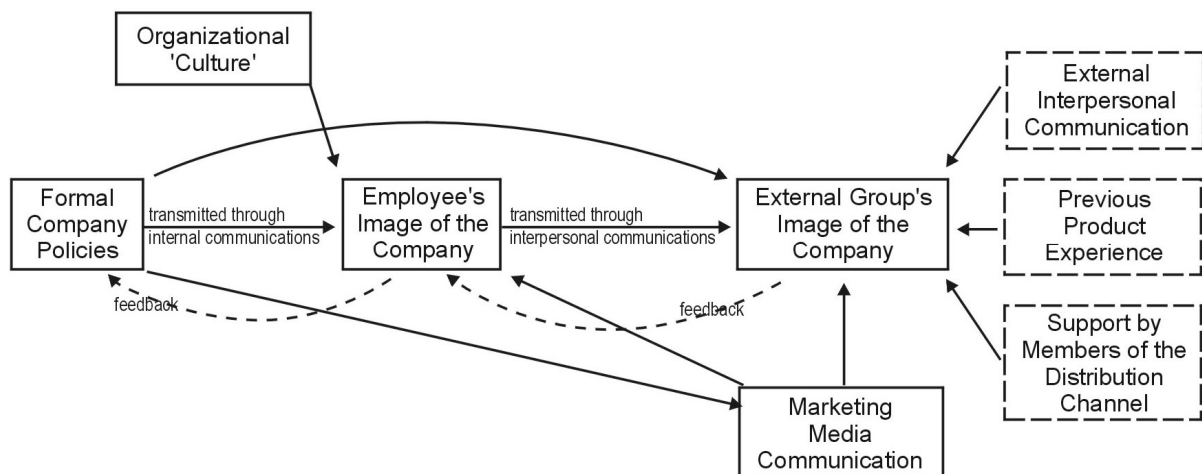 Organizational
'Culture'
External
Interpersonal
Communication
Formal
Company
Policies
transmitted through
internal communications
Employee's
Image of the
Company
transmitted through
interpersonal communications
External Group's
Image of the
Company
Previous
Product
Experience
feedback
feedback
Support by
Members of the
Distribution
Channel
Marketing
Media
Communication